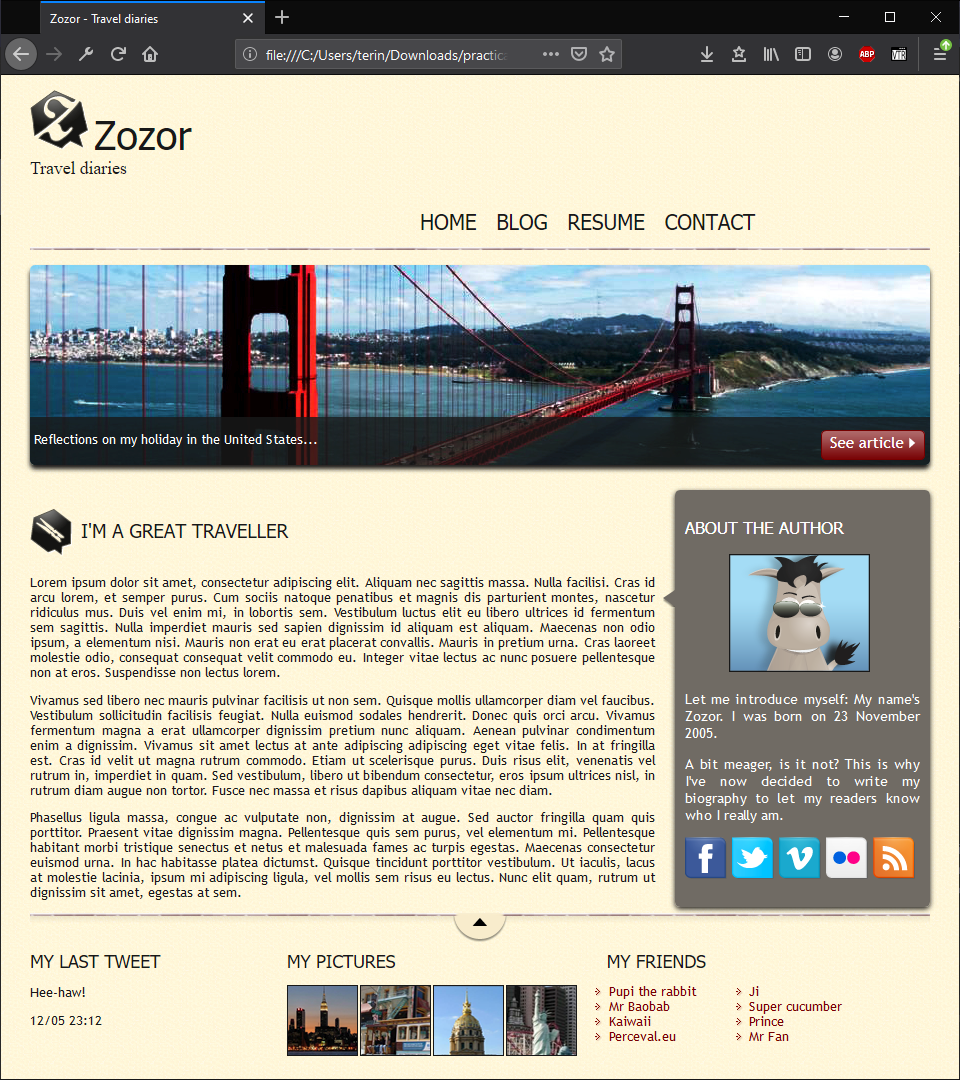 Zozor - Travel diaries
file:///C:/Users/terin/Downloads/practica
ABP
VTR
Zozor
Travel diaries
HOME BLOG RESUME CONTACT
Reflections on my holiday in the United States...
See article
I'M A GREAT TRAVELLER
Lorem ipsum dolor sit amet, consectetur adipiscing elit. Aliquam nec sagittis massa. Nulla facilisi. Cras id
arcu lorem, et semper purus. Cum sociis natoque penatibus et magnis dis parturient montes, nascetur
ridiculus mus. Duis vel enim mi, in lobortis sem. Vestibulum luctus elit eu libero ultrices id fermentum
sem sagittis. Nulla imperdiet mauris sed sapien dignissim id aliquam est aliquam. Maecenas non odio
ipsum, a elementum nisi. Mauris non erat eu erat placerat convallis. Mauris in pretium urna. Cras laoreet
molestie odio, consequat consequat velit commodo eu. Integer vitae lectus ac nunc posuere pellentesque
non at eros. Suspendisse non lectus lorem.
Vivamus sed libero nec mauris pulvinar facilisis ut non sem. Quisque mollis ullamcorper diam vel faucibus.
Vestibulum sollicitudin facilisis feugiat. Nulla euismod sodales hendrerit. Donec quis orci arcu. Vivamus
fermentum magna a erat ullamcorper dignissim pretium nunc aliquam. Aenean pulvinar condimentum
enim a dignissim. Vivamus sit amet lectus at ante adipiscing adipiscing eget vitae felis. In at fringilla
est. Cras id velit ut magna rutrum commodo. Etiam ut scelerisque purus. Duis risus elit, venenatis vel
rutrum in, imperdiet in quam. Sed vestibulum, libero ut bibendum consectetur, eros ipsum ultrices nisl, in
rutrum diam augue non tortor. Fusce nec massa et risus dapibus aliquam vitae nec diam.
Phasellus ligula massa, congue ac vulputate non, dignissim at augue. Sed auctor fringilla quam quis
porttitor. Praesent vitae dignissim magna. Pellentesque quis sem purus, vel elementum mi. Pellentesque
habitant morbi tristique senectus et netus et malesuada fames ac turpis egestas. Maecenas consectetur
euismod urna. In hac habitasse platea dictumst. Quisque tincidunt porttitor vestibulum. Ut iaculis, lacus
at molestie lacinia, ipsum mi adipiscing ligula, vel mollis sem risus eu lectus. Nunc elit quam, rutrum ut
dignissim sit amet, egestas at sem.
ABOUT THE AUTHOR
Let me introduce myself: My name's
Zozor. I was born on 23 November
2005.
A bit meager, is it not? This is why
I've now decided to write my
biography to let my readers know
who I really am.
MY LAST TWEET
Hee-haw!
12/05 23:12
MY PICTURES
MY FRIENDS
Pupi the rabbit
Mr Baobab
Kaiwaii
Perceval.eu
Ji
Super cucumber
Prince
Mr Fan